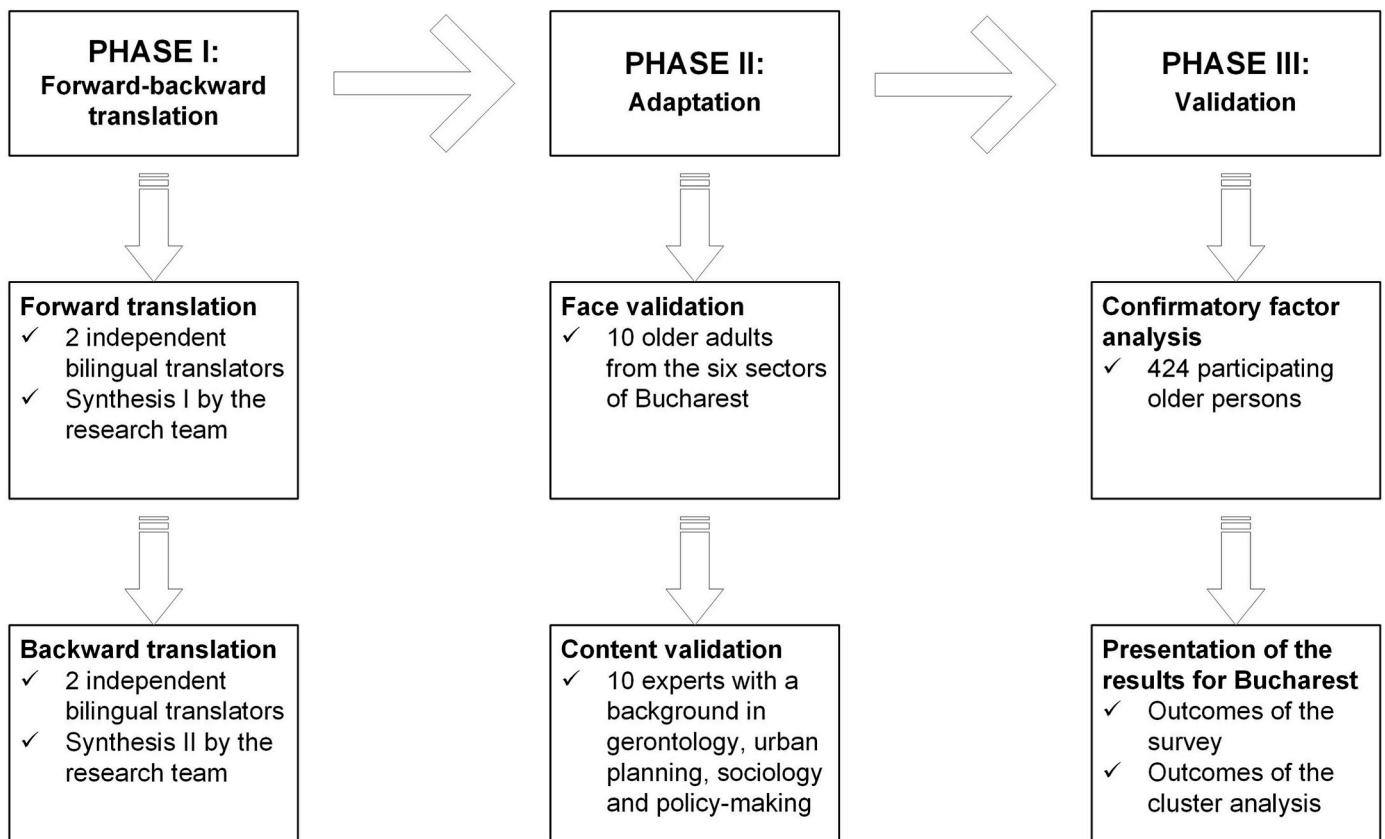 PHASE I:
Forward-backward
translation
PHASE II:
Adaptation
PHASE III:
Validation
Forward translation
✓ 2 independent
bilingual translators
✓ Synthesis I by the
research team
Face validation
✓ 10 older adults
from the six sectors
of Bucharest
Confirmatory factor
analysis
✓ 424 participating
older persons
Backward translation
✓ 2 independent
bilingual translators
✓ Synthesis II by the
research team
Content validation
✓ 10 experts with a
background in
gerontology, urban
planning, sociology
and policy-making
Presentation of the
results for Bucharest
✓ Outcomes of the
survey
✓ Outcomes of the
cluster analysis